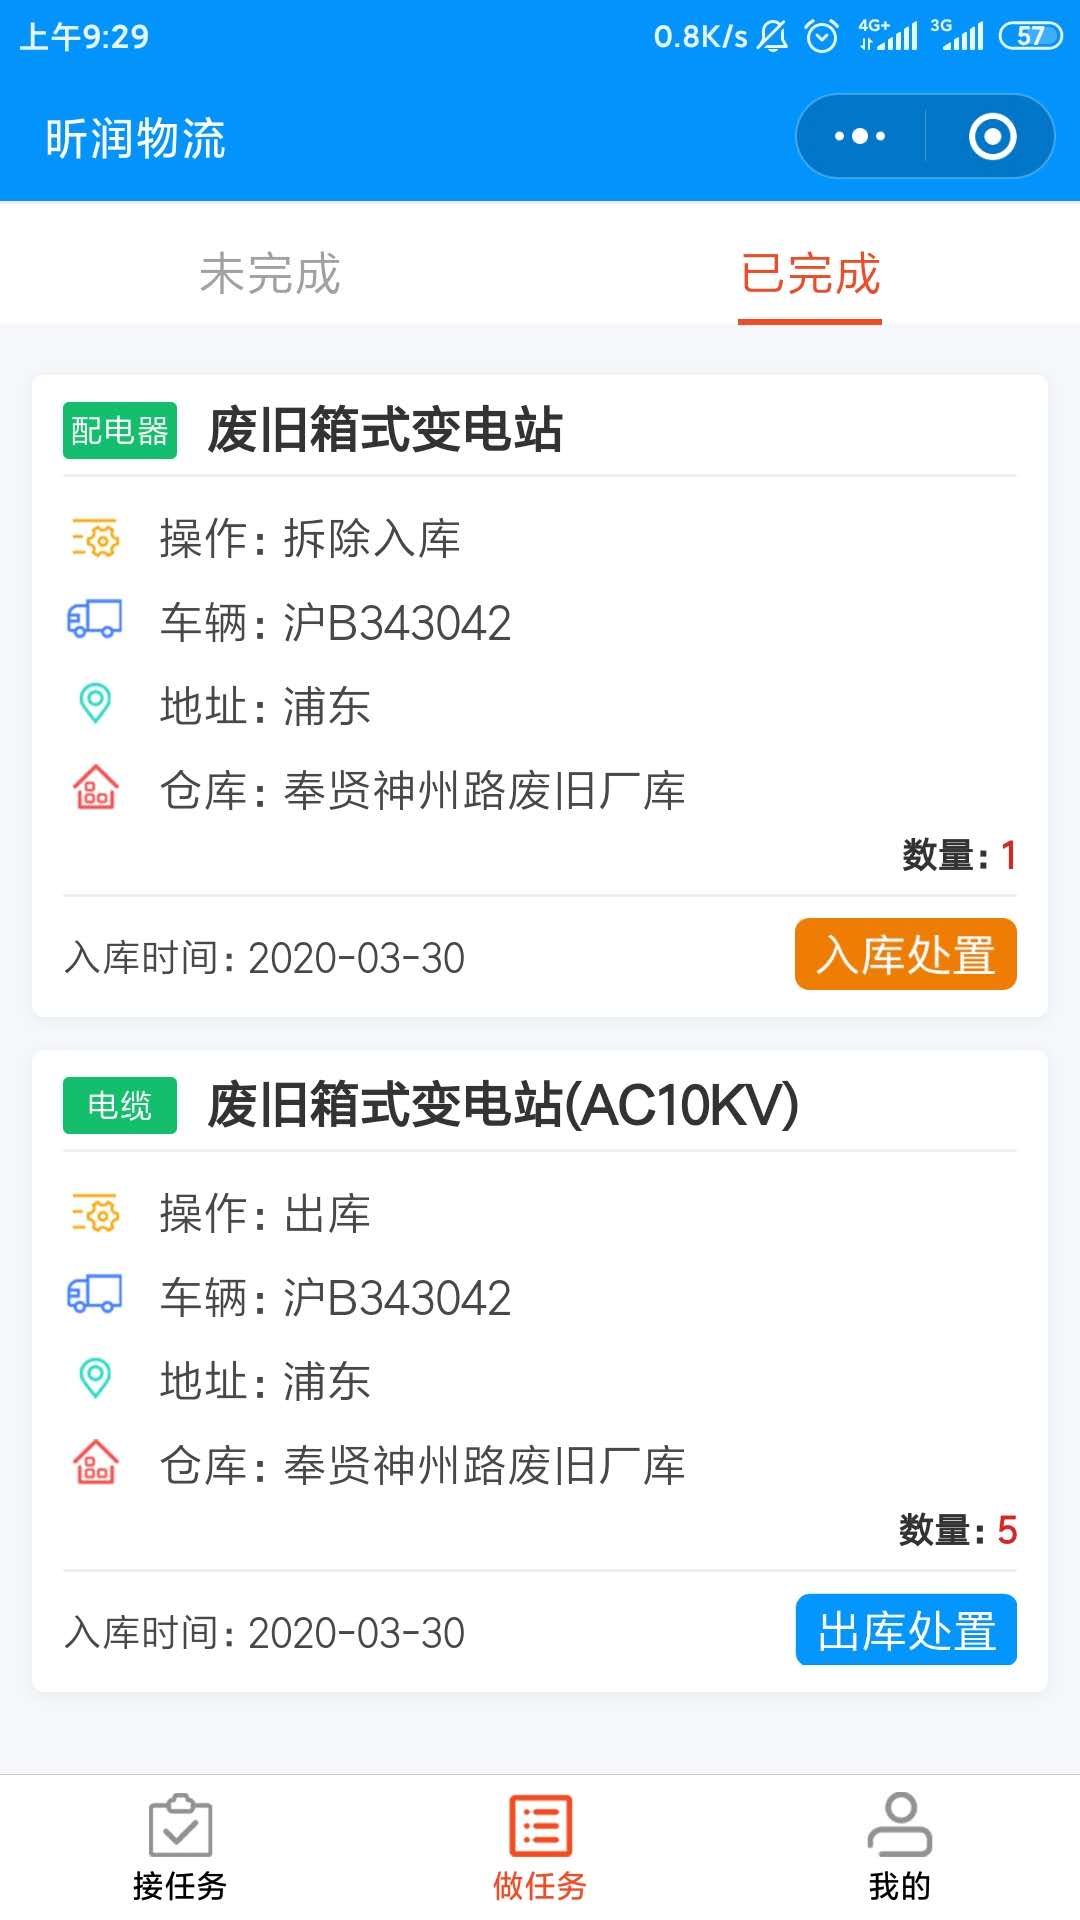 上午9:29
0.8K/s 4G+ 3G 57
昕润物流
未完成 已完成
配电器 废旧箱式变电站
操作: 拆除入库
车辆: 沪B343042
地址: 浦东
仓库: 奉贤神州路废旧厂库
数量: 1
入库时间: 2020-03-30 入库处置
电缆 废旧箱式变电站(AC10KV)
操作: 出库
车辆: 沪B343042
地址: 浦东
仓库: 奉贤神州路废旧厂库
数量: 5
入库时间: 2020-03-30 出库处置
接任务 做任务 我的